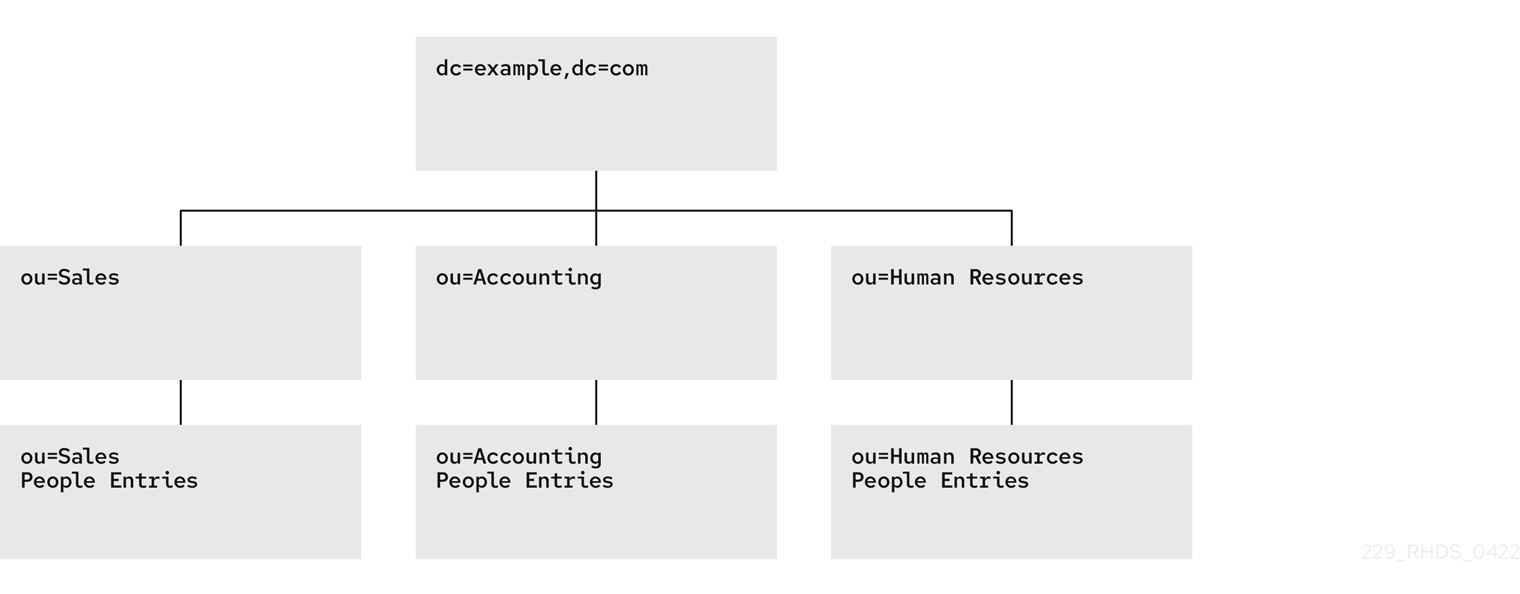 dc=example,dc=com
ou=Sales
ou=Accounting
ou=Human Resources
ou=Sales
People Entries
ou=Accounting
People Entries
ou=Human Resources
People Entries
229_RHDS_0422